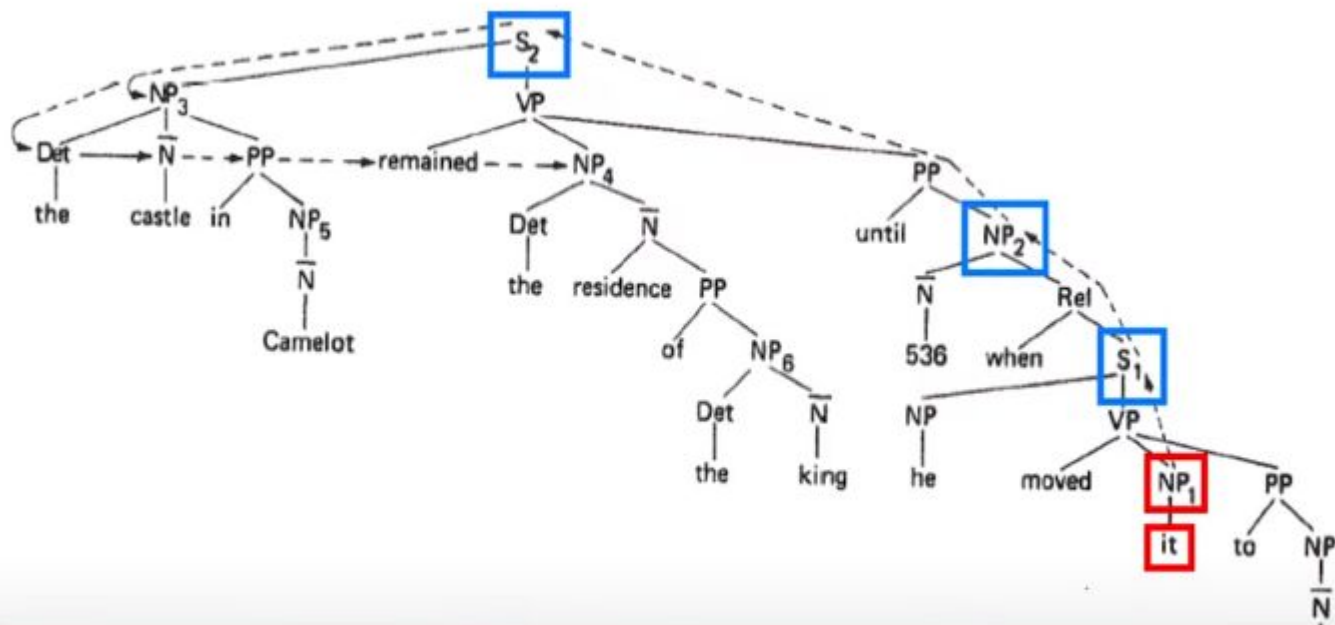 S2
NP3 VP
Det N̄ PP remained NP4 PP
the castle in NP5 Det N̄ until NP2
N̄ the residence PP N̄ Rel
Camelot of NP6 536 when S1
Det N̄ NP VP
the king he moved NP1 PP
it to NP
N̄